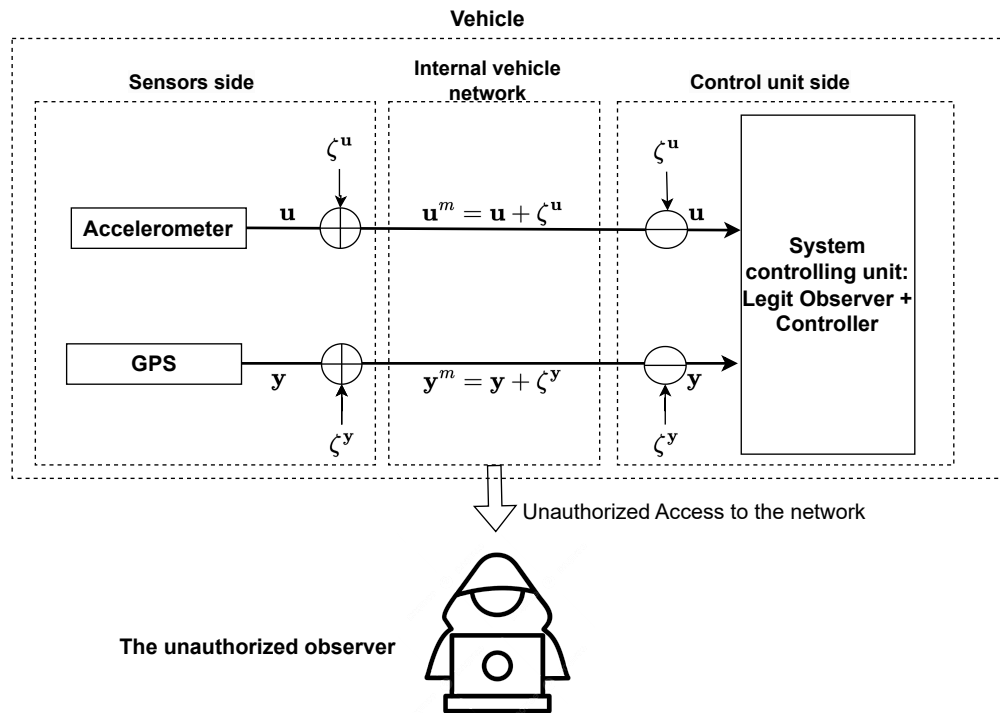 Vehicle
Sensors side
Internal vehicle
network
Control unit side
ζ^u
ζ^u
Accelerometer
u
u^m = u + ζ^u
u
System
controlling unit:
Legit Observer +
Controller
GPS
y
y^m = y + ζ^y
y
ζ^y
ζ^y
Unauthorized Access to the network
The unauthorized observer